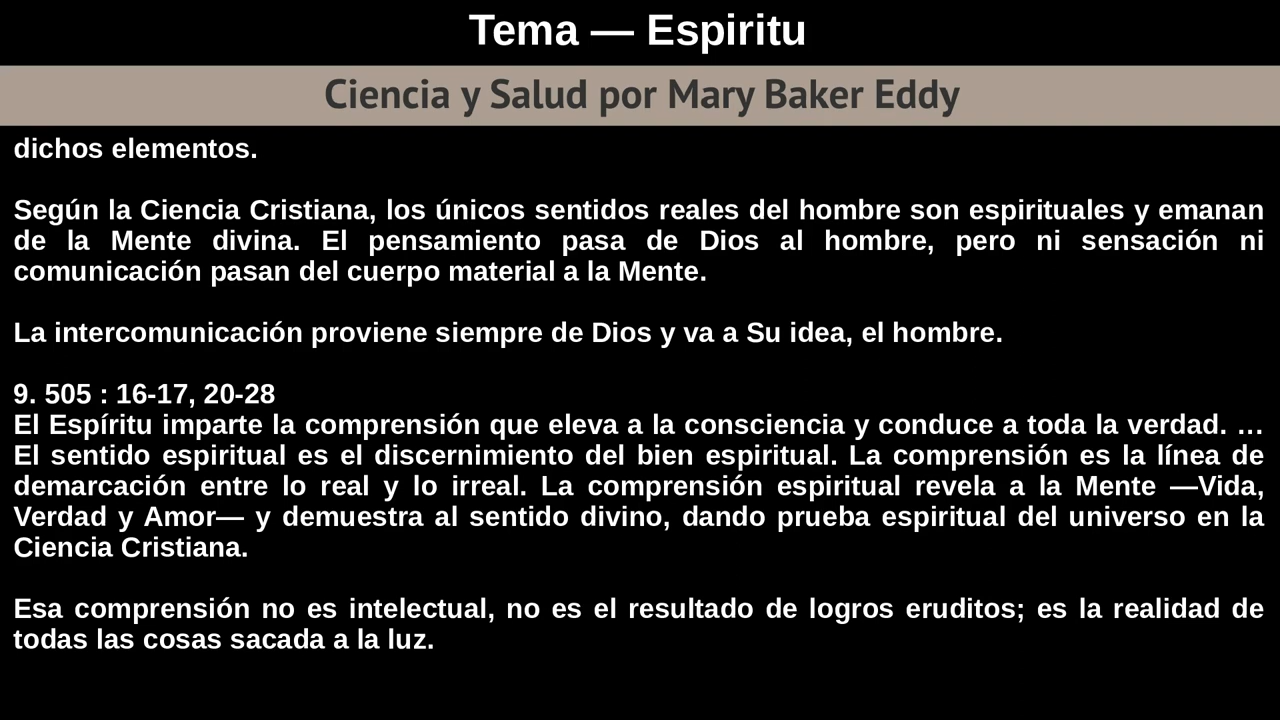 Tema — Espiritu
Ciencia y Salud por Mary Baker Eddy
dichos elementos.
Según la Ciencia Cristiana, los únicos sentidos reales del hombre son espirituales y emanan
de la Mente divina. El pensamiento pasa de Dios al hombre, pero ni sensación ni
comunicación pasan del cuerpo material a la Mente.
La intercomunicación proviene siempre de Dios y va a Su idea, el hombre.
9. 505 : 16-17, 20-28
El Espíritu imparte la comprensión que eleva a la consciencia y conduce a toda la verdad. …
El sentido espiritual es el discernimiento del bien espiritual. La comprensión es la línea de
demarcación entre lo real y lo irreal. La comprensión espiritual revela a la Mente —Vida,
Verdad y Amor— y demuestra al sentido divino, dando prueba espiritual del universo en la
Ciencia Cristiana.
Esa comprensión no es intelectual, no es el resultado de logros eruditos; es la realidad de
todas las cosas sacada a la luz.